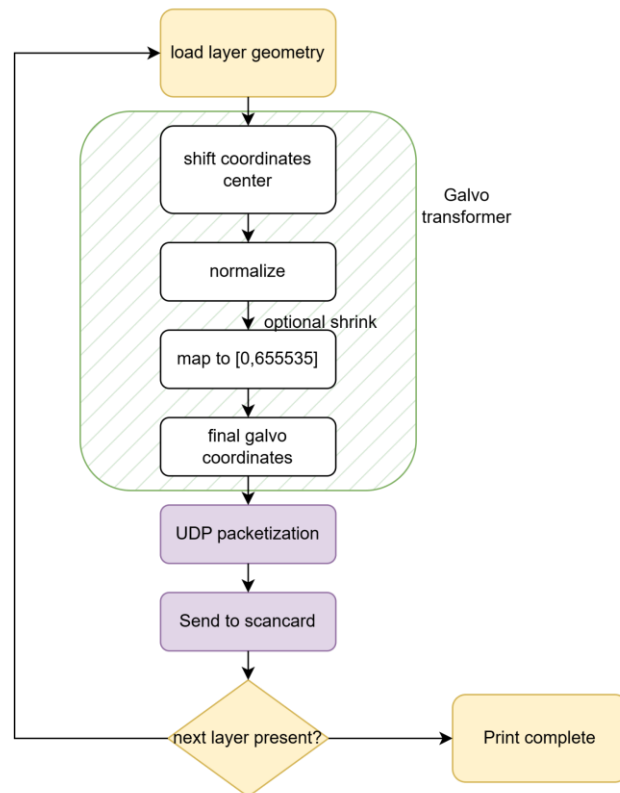 load layer geometry
shift coordinates
center
Galvo
transformer
normalize
optional shrink
map to [0,655535]
final galvo
coordinates
UDP packetization
Send to scancard
next layer present?
Print complete